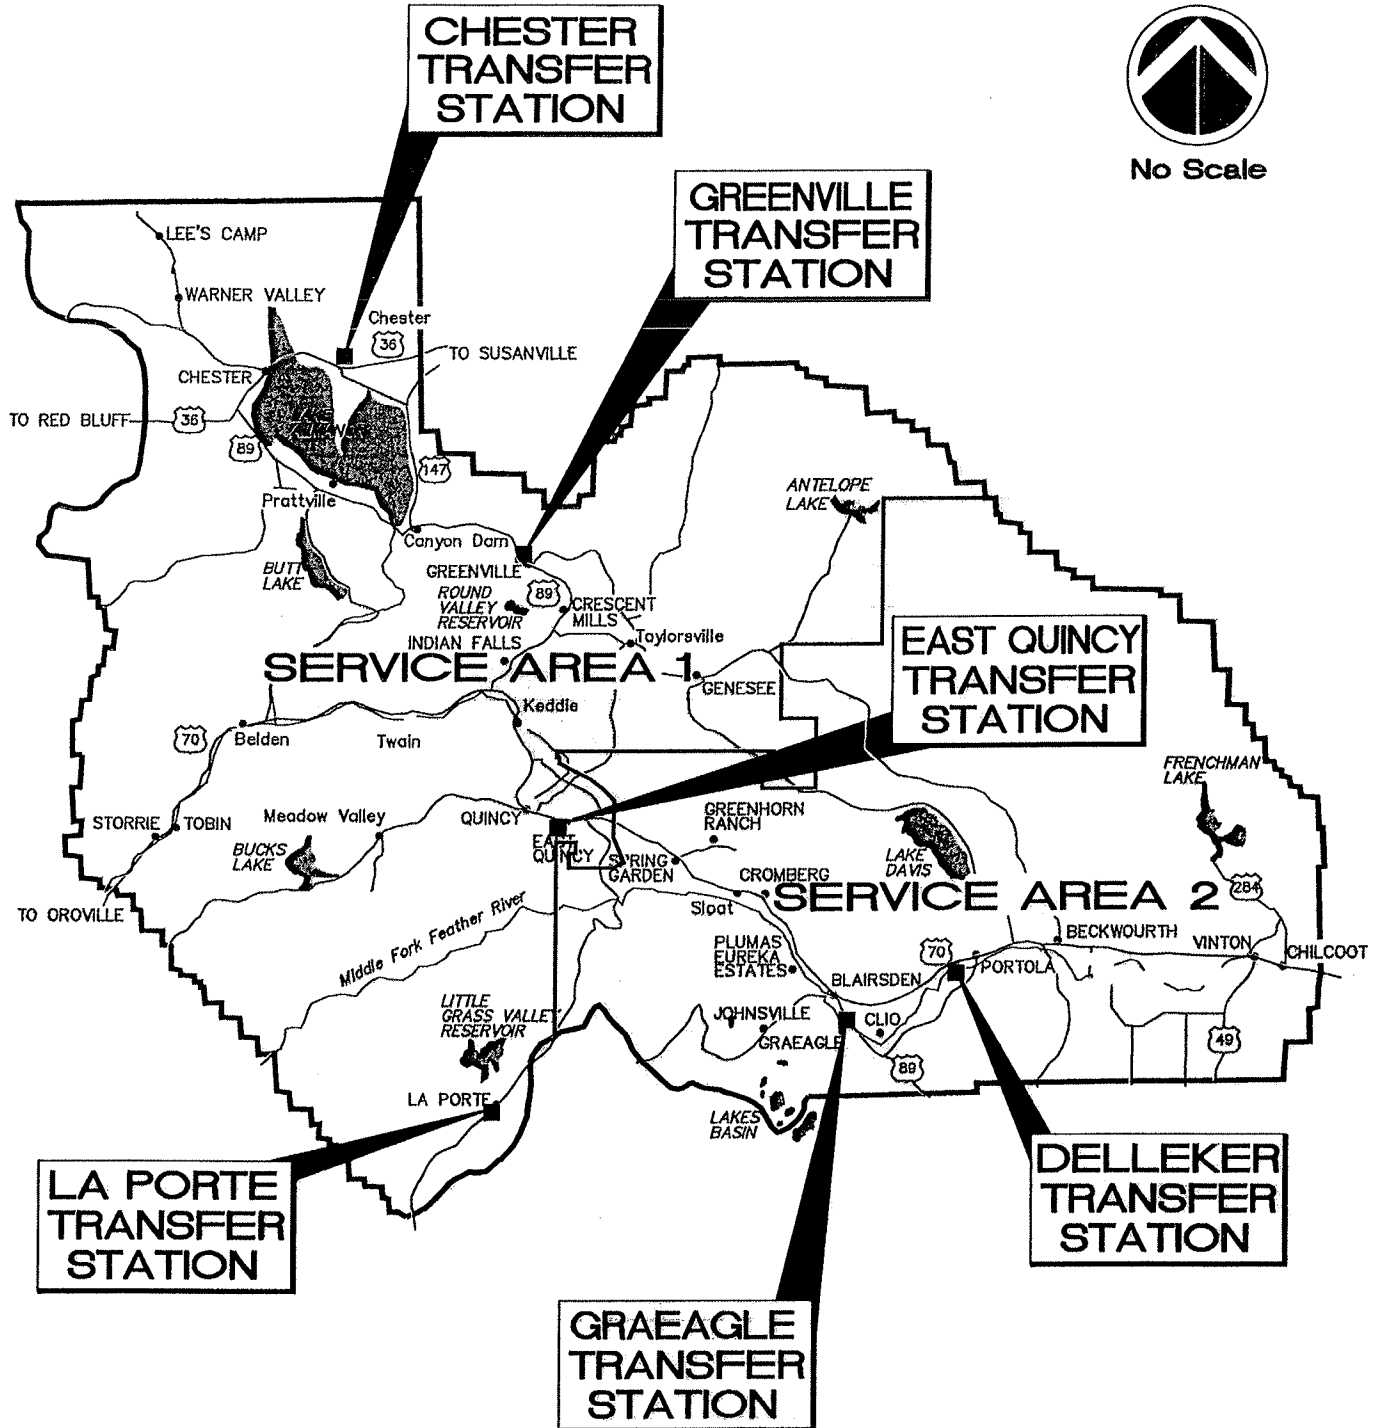 CHESTER
TRANSFER
STATION
No Scale
GREENVILLE
TRANSFER
STATION
LEE'S CAMP
WARNER VALLEY
Chester
36
TO SUSANVILLE
CHESTER
TO RED BLUFF
36
89
LAKE
147
Prattville
ANTELOPE
LAKE
Canyon Dam
GREENVILLE
BUTT
LAKE
ROUND
VALLEY
RESERVOIR
89
CRESCENT
MILLS
Taylorsville
INDIAN FALLS
SERVICE AREA 1
GENESEE
EAST QUINCY
TRANSFER
STATION
Keddie
70
Belden
Twain
FRENCHMAN
LAKE
STORRIE
TOBIN
Meadow Valley
QUINCY
GREENHORN
RANCH
BUCKS
LAKE
EAST
QUINCY
SPRING
GARDEN
LAKE
DAVIS
CROMBERG
SERVICE AREA 2
284
TO OROVILLE
Sloat
Middle Fork Feather River
PLUMAS
EUREKA
ESTATES
70
BECKWOURTH
VINTON
CHILCOOT
BLAIRSDEN
PORTOLA
LITTLE
GRASS VALLEY
RESERVOIR
JOHNSVILLE
CLIO
GRAEAGLE
49
89
LA PORTE
LAKES
BASIN
LA PORTE
TRANSFER
STATION
DELLEKER
TRANSFER
STATION
GRAEAGLE
TRANSFER
STATION